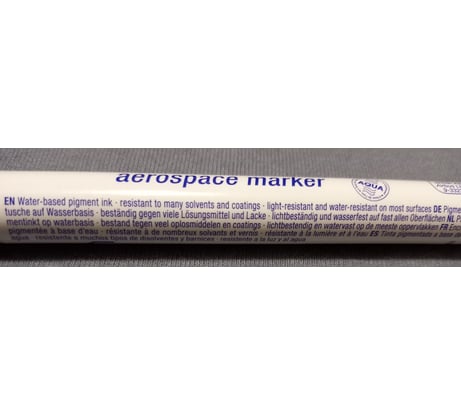 aerospace marker
AQUA
EN Water-based pigment ink · resistant to many solvents and coatings · light-resistant and water-resistant on most surfaces DE Pigme
tusche auf Wasserbasis · beständig gegen viele Lösungsmittel und Lacke · lichtbeständig und wasserfest auf fast allen Oberflächen NL P
mentinkt op waterbasis · bestand tegen veel oplosmiddelen en coatings · lichtbestendig en watervast op de meeste oppervlakken FR Enc
pigmentée à base d'eau · résistante à de nombreux solvants et vernis · résistante à la lumière et à l'eau ES Tinta pigmentada a base de
agua · resistente a muchos tipos de disolventes y barnices · resistente a la luz y al agua